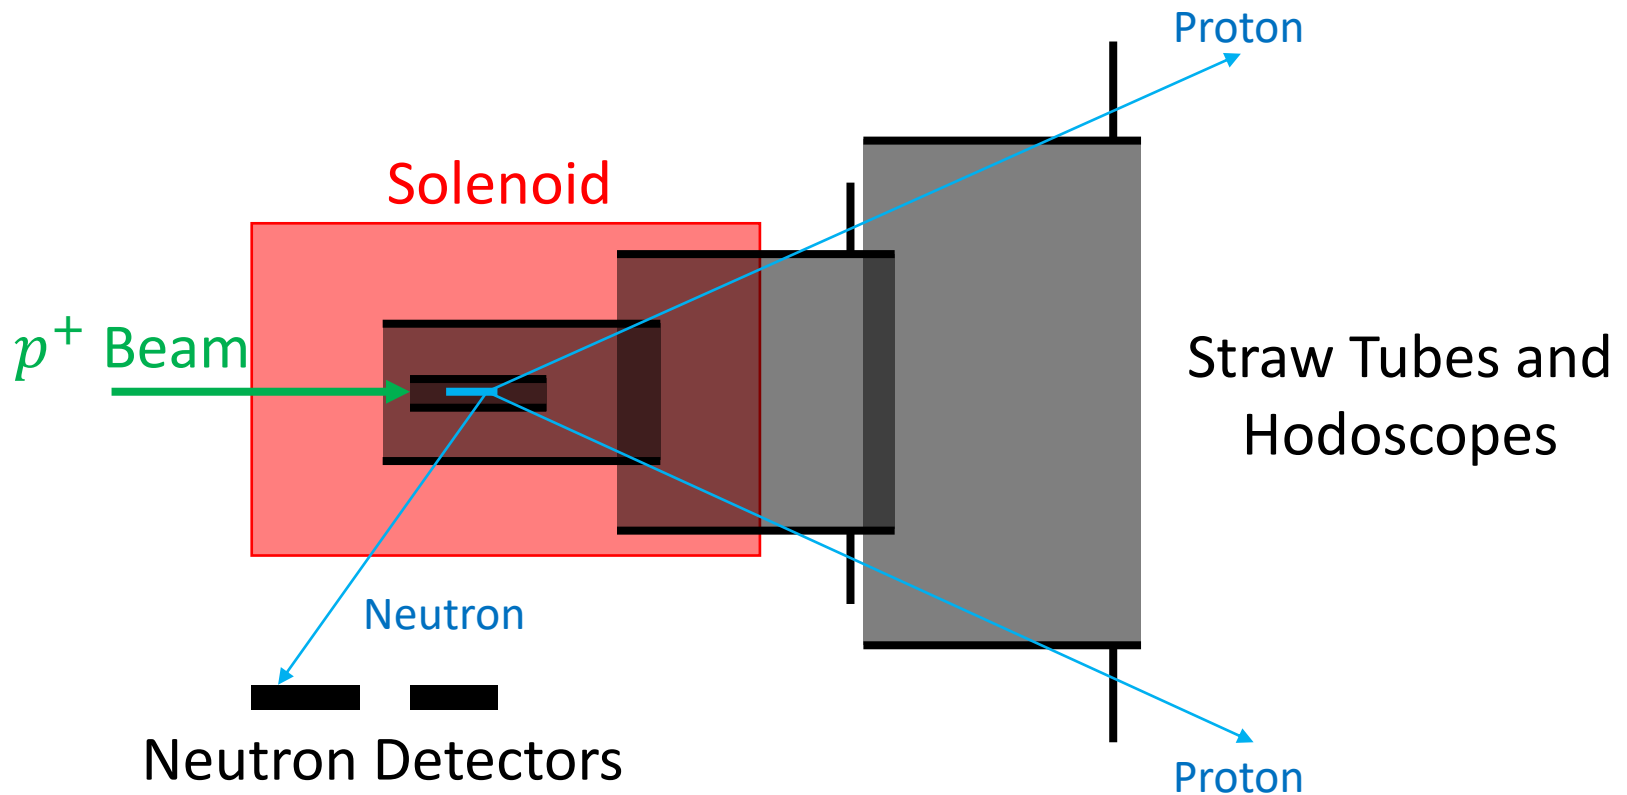 Proton
Solenoid
p⁺ Beam
Straw Tubes and
Hodoscopes
Neutron
Neutron Detectors
Proton